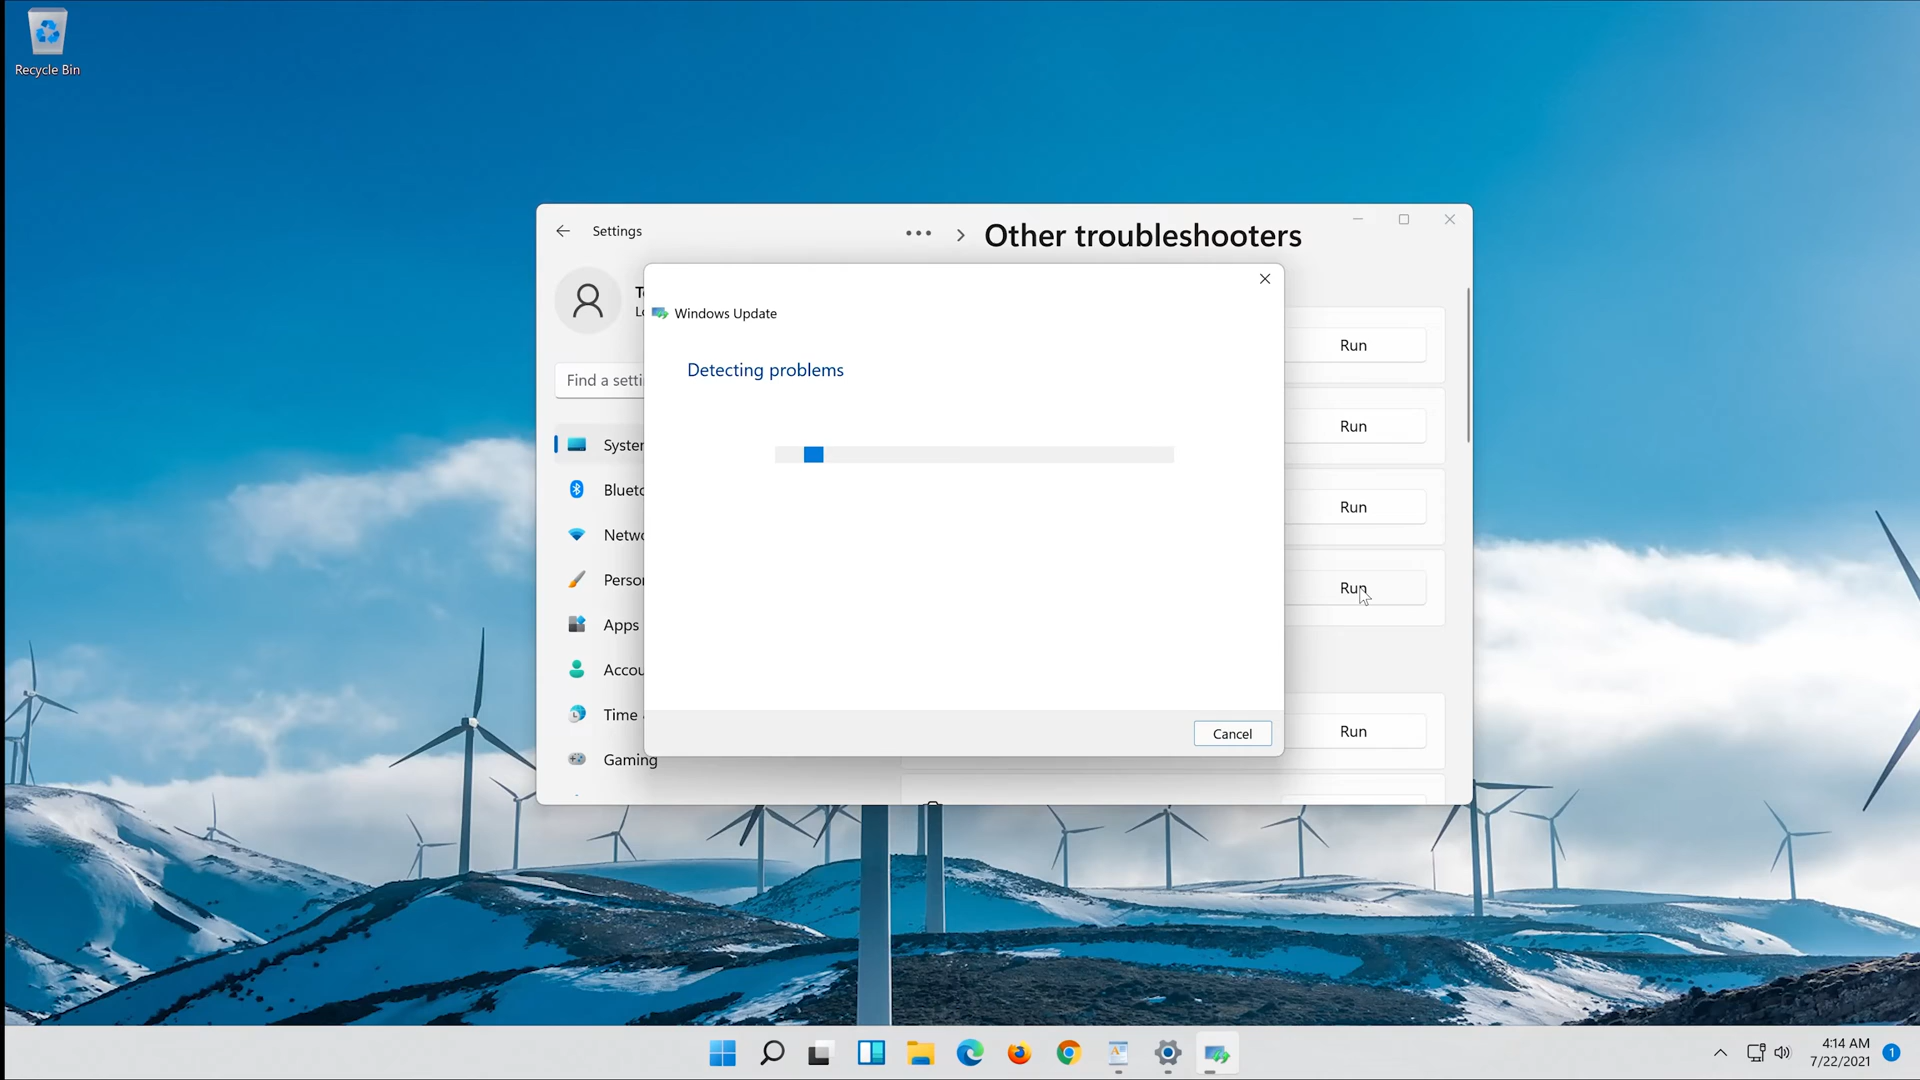 Recycle Bin
Settings
Other troubleshooters
Windows Update
Detecting problems
Find a setti
Syster
Blueto
Netwo
Person
Apps
Accou
Time
Gaming
Run
Run
Run
Run
Run
Cancel
4:14 AM
7/22/2021
1